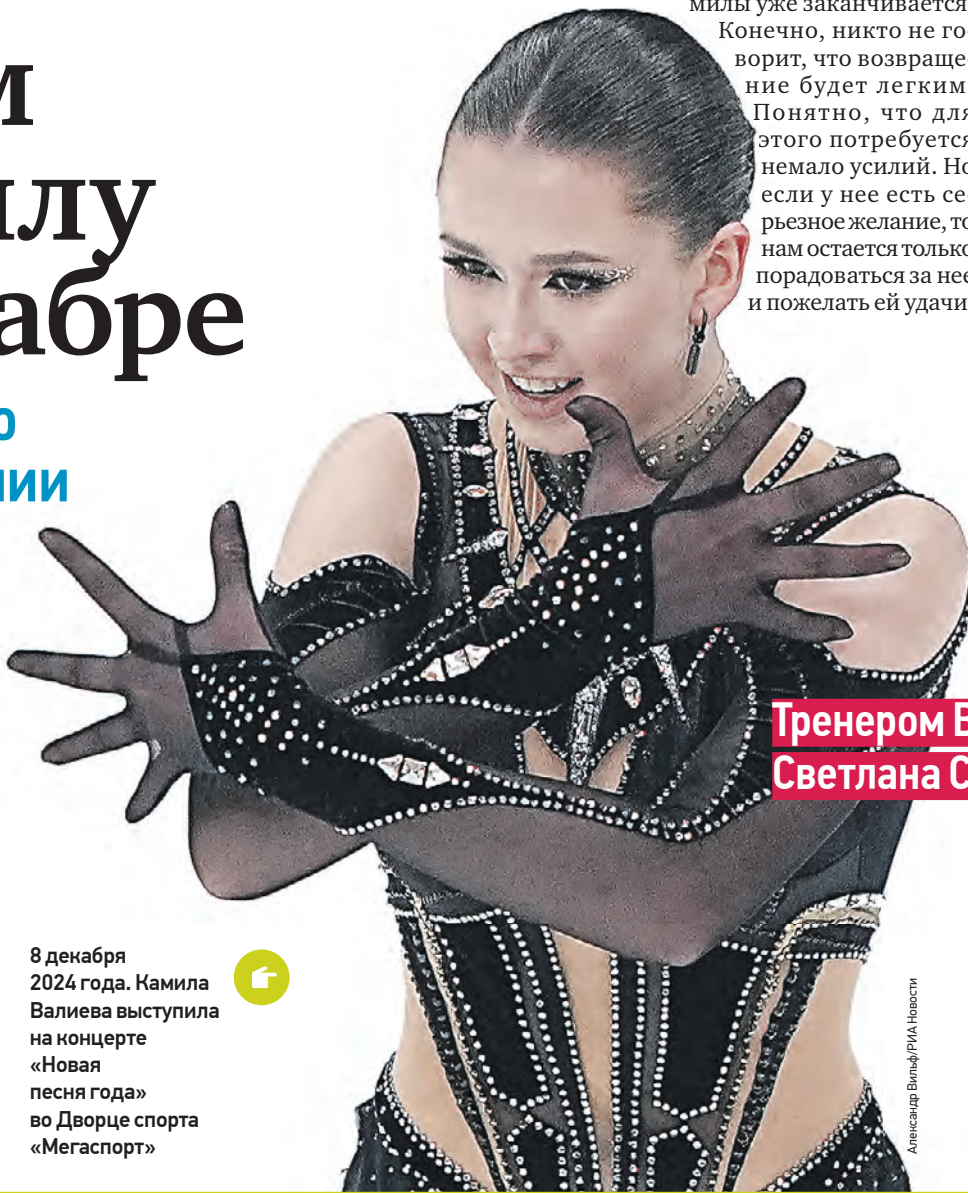 м
илу
абре
о
нии
милы уже заканчивается
Конечно, никто не го-
ворит, что возвраще-
ние будет легким
Понятно, что для
этого потребуется
немало усилий. Но
если у нее есть се-
рьезное желание, то
нам остается только
порадоваться за нее
и пожелать ей удачи
Тренером В
Светлана С
8 декабря
2024 года. Камила
Валиева выступила
на концерте
«Новая
песня года»
во Дворце спорта
«Мегаспорт»
Александр Вильф/РИА Новости